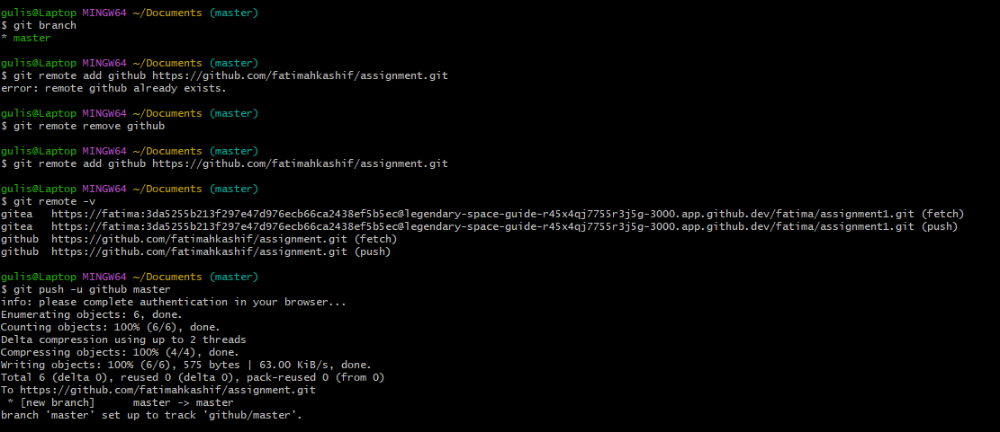 gulis@Laptop MINGW64 ~/Documents (master)
$ git branch
* master
gulis@Laptop MINGW64 ~/Documents (master)
$ git remote add github https://github.com/fatimahkashif/assignment.git
error: remote github already exists.
gulis@Laptop MINGW64 ~/Documents (master)
$ git remote remove github
gulis@Laptop MINGW64 ~/Documents (master)
$ git remote add github https://github.com/fatimahkashif/assignment.git
gulis@Laptop MINGW64 ~/Documents (master)
$ git remote -v
gitea   https://fatima:3da5255b213f297e47d976ecb66ca2438ef5b5ec@legendary-space-guide-r45x4qj7755r3j5g-3000.app.github.dev/fatima/assignment1.git (fetch)
gitea   https://fatima:3da5255b213f297e47d976ecb66ca2438ef5b5ec@legendary-space-guide-r45x4qj7755r3j5g-3000.app.github.dev/fatima/assignment1.git (push)
github  https://github.com/fatimahkashif/assignment.git (fetch)
github  https://github.com/fatimahkashif/assignment.git (push)
gulis@Laptop MINGW64 ~/Documents (master)
$ git push -u github master
info: please complete authentication in your browser...
Enumerating objects: 6, done.
Counting objects: 100% (6/6), done.
Delta compression using up to 2 threads
Compressing objects: 100% (4/4), done.
Writing objects: 100% (6/6), 575 bytes | 63.00 KiB/s, done.
Total 6 (delta 0), reused 0 (delta 0), pack-reused 0 (from 0)
To https://github.com/fatimahkashif/assignment.git
 * [new branch]      master -> master
branch 'master' set up to track 'github/master'.